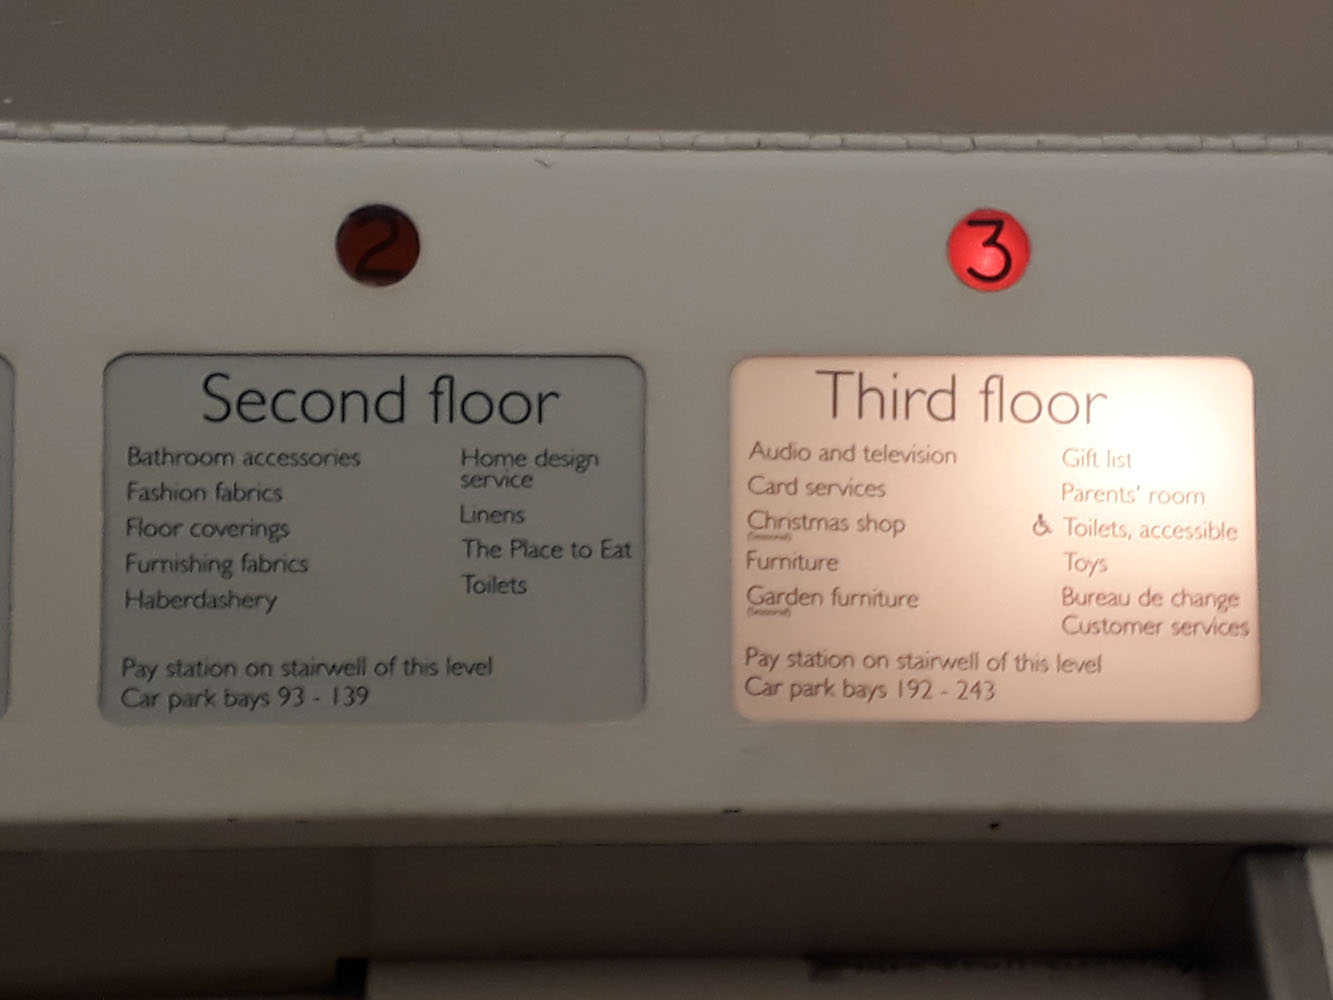 2
Second floor
Bathroom accessories
Fashion fabrics
Floor coverings
Furnishing fabrics
Haberdashery
Home design
service
Linens
The Place to Eat
Toilets
Pay station on stairwell of this level
Car park bays 93 - 139
3
Third floor
Audio and television
Card services
Christmas shop
(Seasonal)
Furniture
Garden furniture
(Seasonal)
Gift list
Parents' room
Toilets, accessible
Toys
Bureau de change
Customer services
Pay station on stairwell of this level
Car park bays 192 - 243